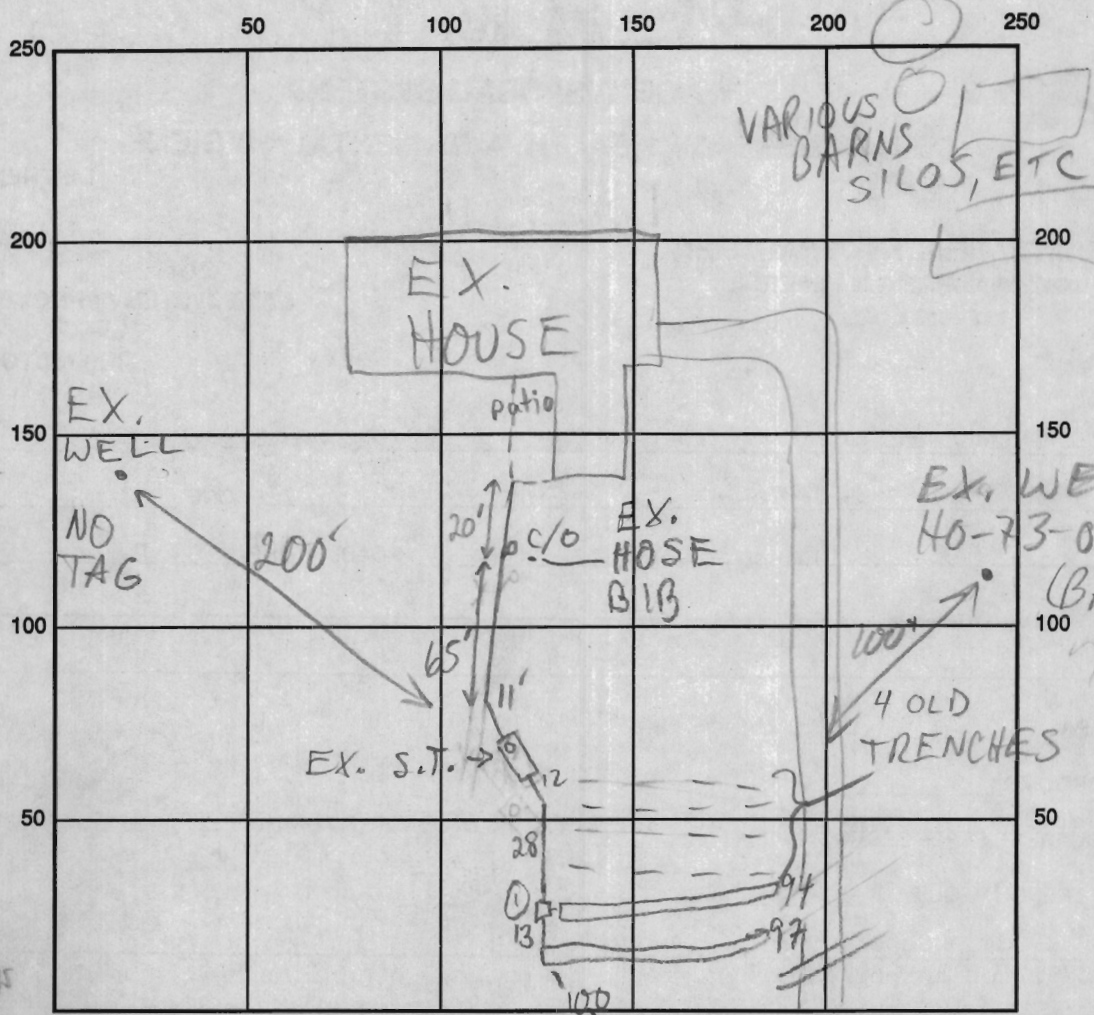 50 100 150 200 250
250
VARIOUS
BARNS
SILOS, ETC
200 200
EX.
HOUSE
patio
EX.
WELL
150 150
NO
TAG
200'
20'
C/O
EX.
HOSE
BIB
HO-73-0
100 100
100'
65'
11'
4 OLD
TRENCHES
EX. S.T.
12
50 50
28
1
13
94
97
100